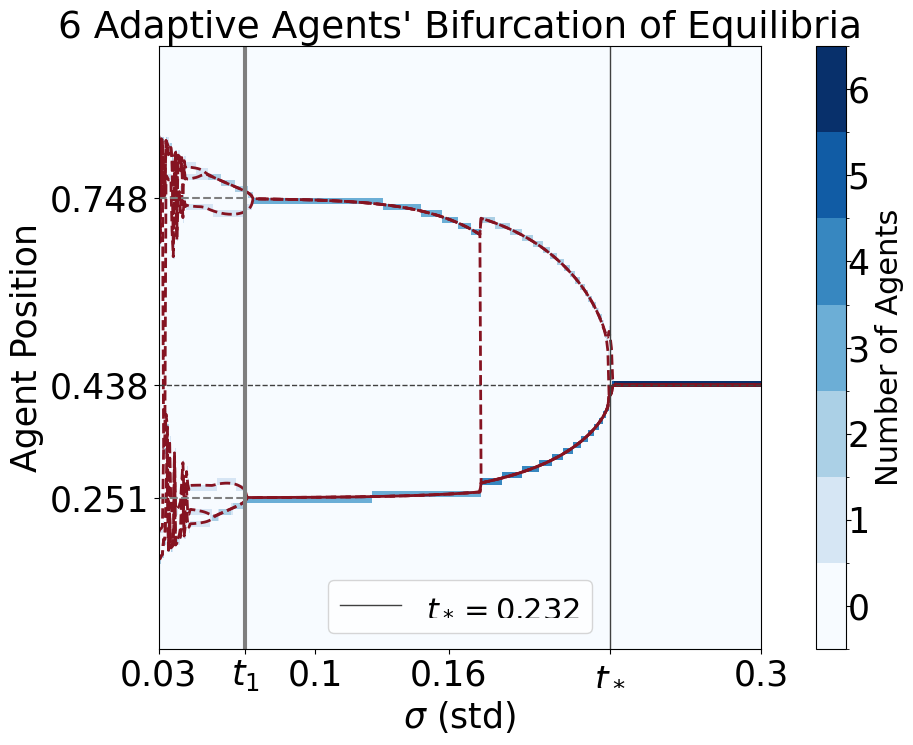 6 Adaptive Agents' Bifurcation of Equilibria
Agent Position
0.748
0.438
0.251
t* = 0.232
0.03
t₁
0.1
0.16
t*
0.3
σ (std)
6
5
4
3
2
1
0
Number of Agents